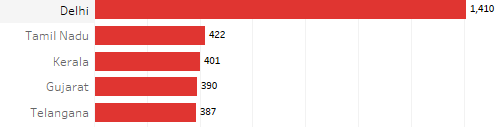 Delhi 1,410
Tamil Nadu 422
Kerala 401
Gujarat 390
Telangana 387